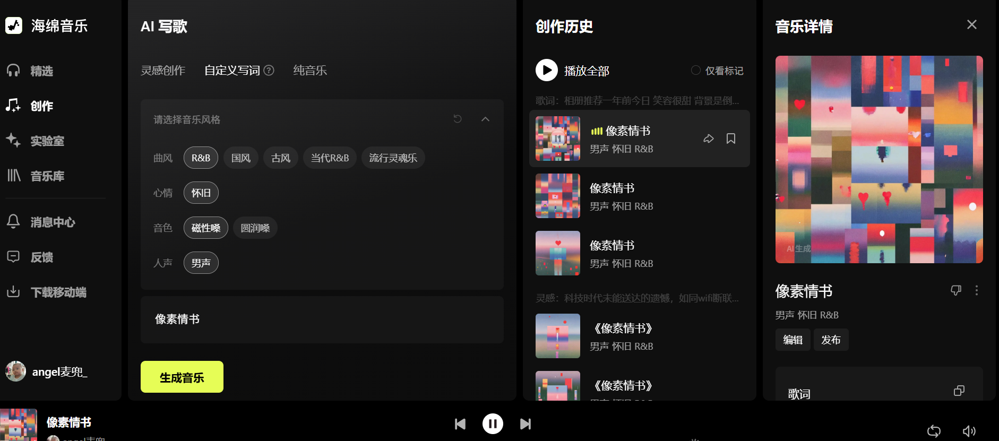 海绵音乐
精选
创作
实验室
音乐库
消息中心
反馈
下载移动端
angel麦兜_
AI 写歌
灵感创作 自定义写词 ? 纯音乐
请选择音乐风格
曲风 R&B 国风 古风 当代R&B 流行灵魂乐
心情 怀旧
音色 磁性嗓 圆润嗓
人声 男声
像素情书
生成音乐
创作历史
播放全部 仅看标记
歌词：相册推荐一年前今日 笑容很甜 背景是倒...
像素情书
男声 怀旧 R&B
像素情书
男声 怀旧 R&B
像素情书
男声 怀旧 R&B
灵感：科技时代未能送达的遗憾，如同wifi断联...
《像素情书》
男声 怀旧 R&B
《像素情书》
音乐详情
AI 生成
像素情书
男声 怀旧 R&B
编辑 发布
歌词
像素情书
angel麦兜